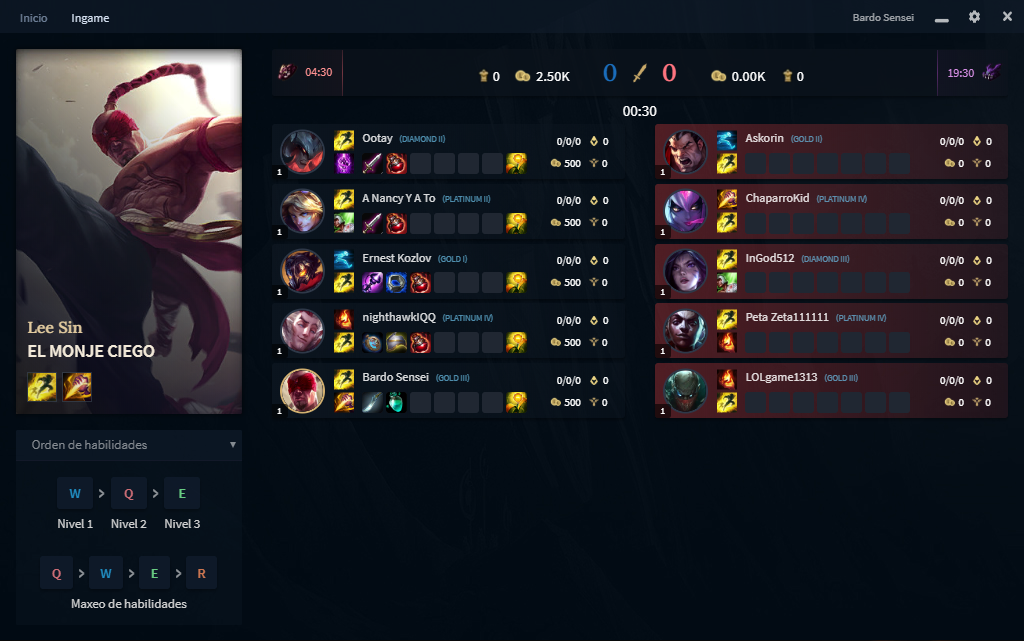 Inicio Ingame Bardo Sensei
04:30 0 2.50K 0 0 0.00K 0 19:30
00:30
Ootay (DIAMOND II) 0/0/0 0
1 500 0
A Nancy Y A To (PLATINUM II) 0/0/0 0
1 500 0
Ernest Kozlov (GOLD I) 0/0/0 0
1 500 0
nighthawkIQQ (PLATINUM IV) 0/0/0 0
1 500 0
Bardo Sensei (GOLD III) 0/0/0 0
1 500 0
Askorin (GOLD II) 0/0/0 0
1 0 0
ChaparroKid (PLATINUM IV) 0/0/0 0
1 0 0
InGod512 (DIAMOND III) 0/0/0 0
1 0 0
Peta Zeta111111 (PLATINUM IV) 0/0/0 0
1 0 0
LOLgame1313 (GOLD III) 0/0/0 0
1 0 0
Lee Sin
EL MONJE CIEGO
Orden de habilidades ▾
W > Q > E
Nivel 1 Nivel 2 Nivel 3
Q > W > E > R
Maxeo de habilidades